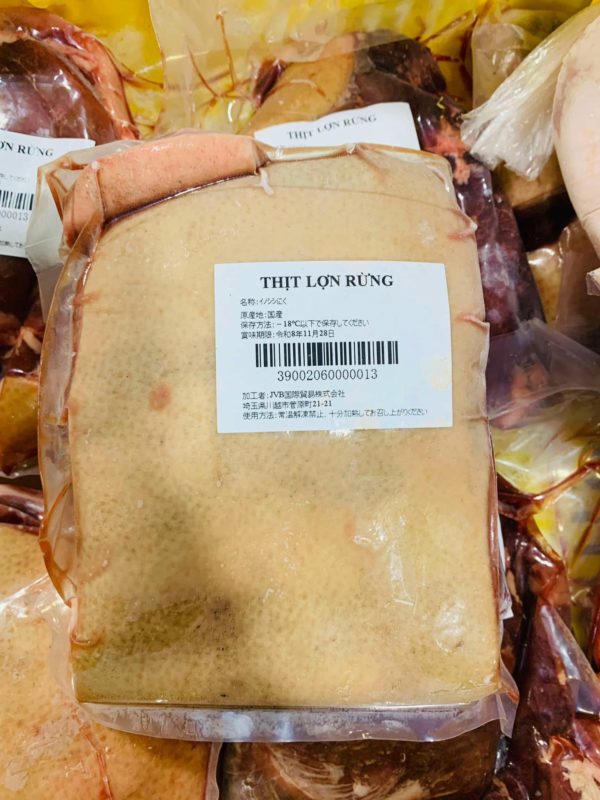 THỊT LỢN RỪNG
ỢN RỪNG
00013
THỊT LỢN RỪNG
名称:イノシシにく
原産地:国産
保存方法:－18℃以下で保存してください
賞味期限:令和8年11月28日
39002060000013
加工者:JVB国際貿易株式会社
埼玉県川越市菅原町21-21
使用方法:常温解凍禁止、十分加熱してお召し上がりください